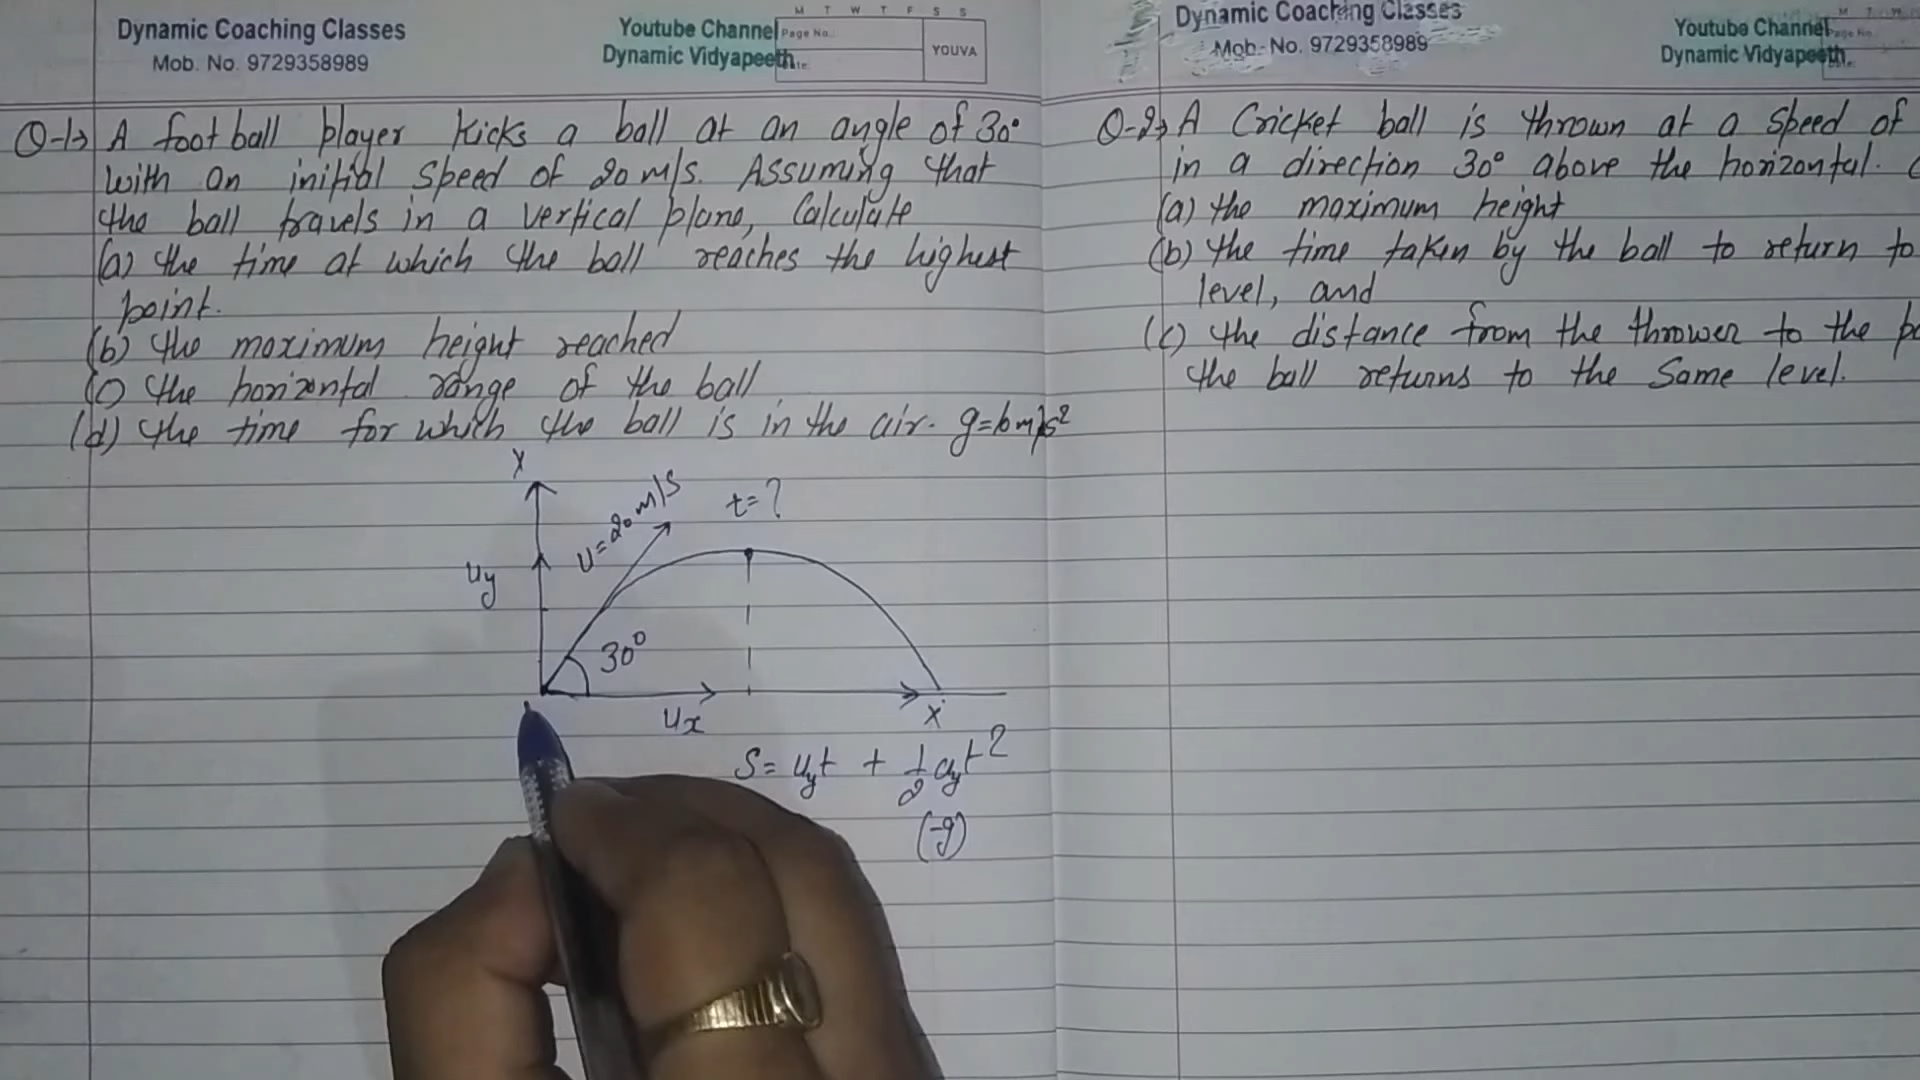 Dynamic Coaching Classes
Mob. No. 9729358989
Youtube Channel
Dynamic Vidyapeeth
M T W T F S S
Page No.
YOUVA
Q-1→ A football player kicks a ball at an angle of 30°
with an initial speed of 20 m/s. Assuming that
the ball travels in a vertical plane, Calculate
(a) the time at which the ball reaches the highest
point.
(b) the maximum height reached
(c) the horizontal range of the ball
(d) the time for which the ball is in the air. g=10m/s²
Y
u=20m/s
t=?
uy
30°
ux
X
S= uyt + 1/2 ayt²
(-g)
Dynamic Coaching Classes
Mob. No. 9729358989
Youtube Channel
Dynamic Vidyapeeth
Q-2→ A Cricket ball is thrown at a speed of
in a direction 30° above the horizontal.
(a) the maximum height
(b) the time taken by the ball to return to
level, and
(c) the distance from the thrower to the
the ball returns to the same level.